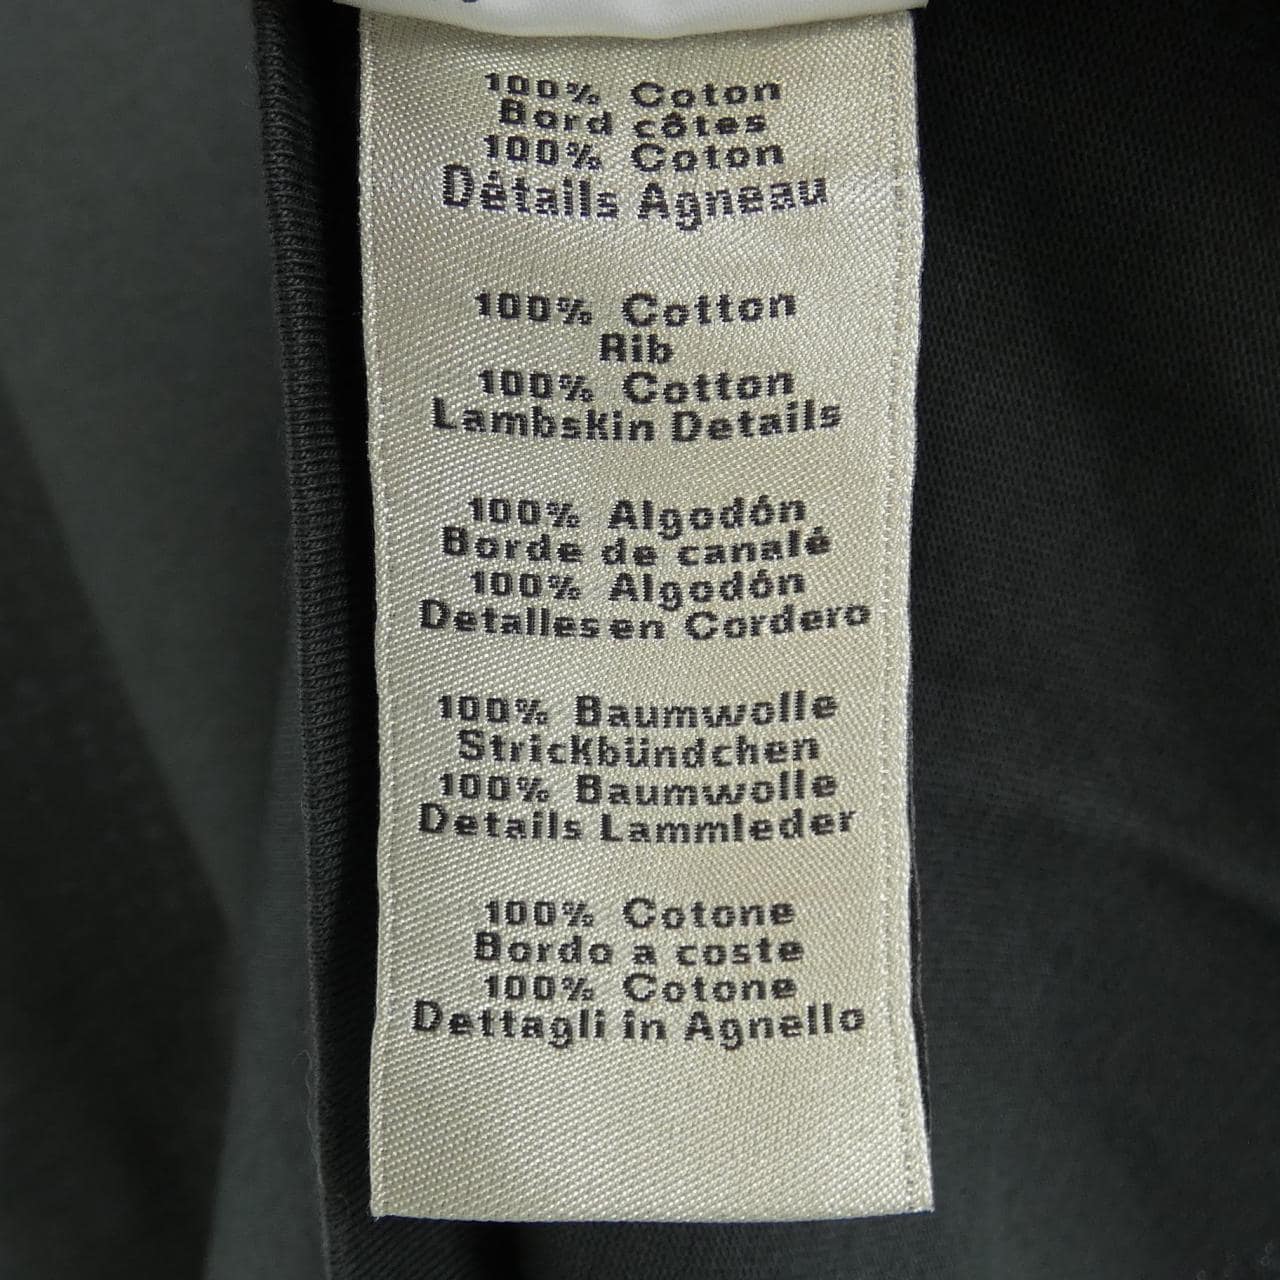 100% Coton
Bord côtes
100% Coton
Détails Agneau
100% Cotton
Rib
100% Cotton
Lambskin Details
100% Algodón
Borde de canalé
100% Algodón
Detalles en Cordero
100% Baumwolle
Strickbündchen
100% Baumwolle
Details Lammleder
100% Cotone
Bordo a coste
100% Cotone
Dettagli in Agnello